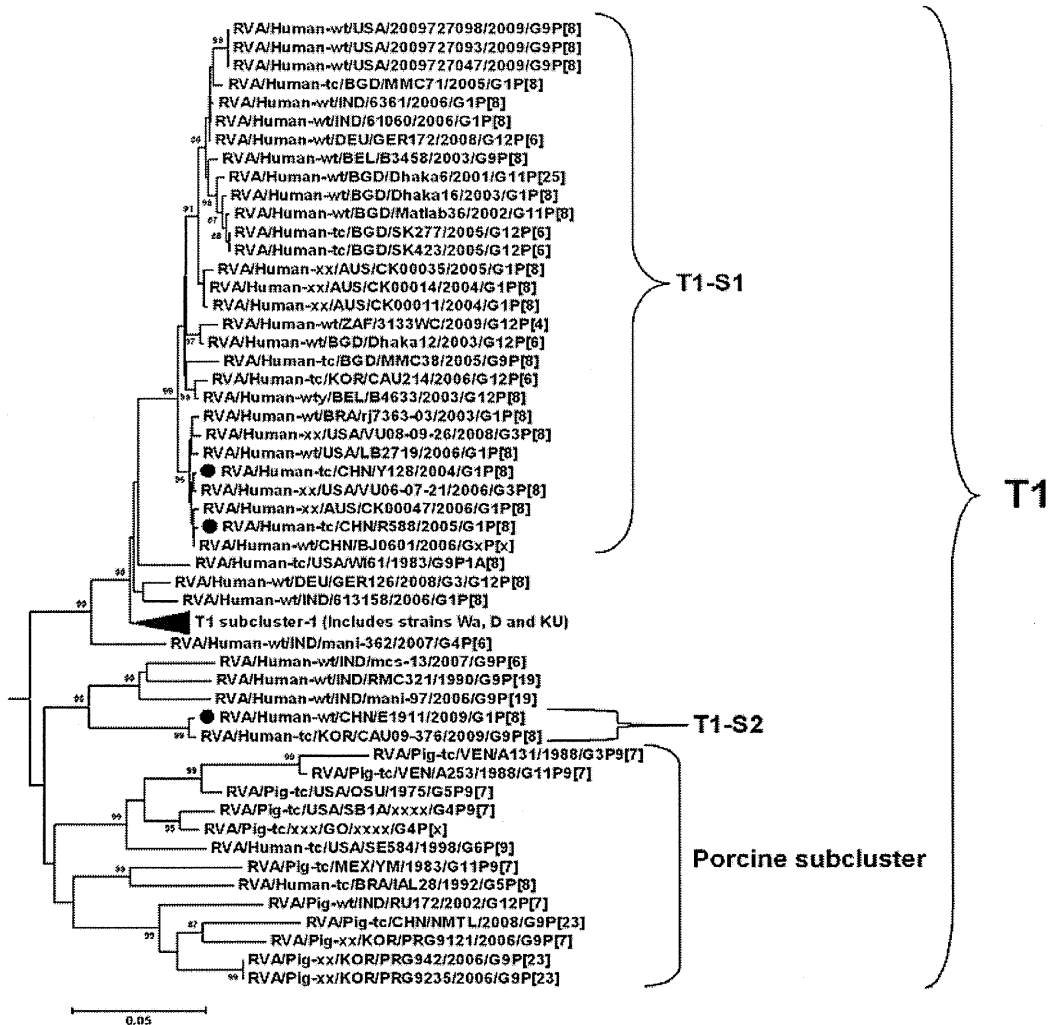 RVA/Human-wt/USA/2009727098/2009/G9P[8]
RVA/Human-wt/USA/2009727093/2009/G9P[8]
RVA/Human-wt/USA/2009727047/2009/G9P[8]
RVA/Human-tc/BGD/MMC71/2005/G1P[8]
RVA/Human-wt/IND/6361/2006/G1P[8]
RVA/Human-wt/IND/61060/2006/G1P[8]
RVA/Human-wt/DEU/GER172/2008/G12P[6]
RVA/Human-wt/BEL/B3458/2003/G9P[8]
RVA/Human-wt/BGD/Dhaka6/2001/G11P[25]
RVA/Human-wt/BGD/Dhaka16/2003/G1P[8]
RVA/Human-wt/BGD/Matlab36/2002/G11P[8]
RVA/Human-tc/BGD/SK277/2005/G12P[6]
RVA/Human-tc/BGD/SK423/2005/G12P[6]
RVA/Human-xx/AUS/CK00035/2005/G1P[8]
RVA/Human-xx/AUS/CK00014/2004/G1P[8]
RVA/Human-xx/AUS/CK00011/2004/G1P[8]
RVA/Human-wt/ZAF/3133WC/2009/G12P[4]
RVA/Human-wt/BGD/Dhaka12/2003/G12P[6]
RVA/Human-tc/BGD/MMC38/2005/G9P[8]
RVA/Human-tc/KOR/CAU214/2006/G12P[6]
RVA/Human-wty/BEL/B4633/2003/G12P[8]
RVA/Human-wt/BRA/rj7363-03/2003/G1P[8]
RVA/Human-xx/USA/VU08-09-26/2008/G3P[8]
RVA/Human-wt/USA/LB2719/2006/G1P[8]
RVA/Human-tc/CHN/Y128/2004/G1P[8]
RVA/Human-xx/USA/VU06-07-21/2006/G3P[8]
RVA/Human-xx/AUS/CK00047/2006/G1P[8]
RVA/Human-tc/CHN/R588/2005/G1P[8]
RVA/Human-wt/CHN/BJ0601/2006/GxP[x]
T1-S1
RVA/Human-tc/USA/WI61/1983/G9P1A[8]
RVA/Human-wt/DEU/GER126/2008/G3/G12P[8]
RVA/Human-wt/IND/613158/2006/G1P[8]
T1 subcluster-1 (Includes strains Wa, D and KU)
RVA/Human-wt/IND/mani-362/2007/G4P[6]
RVA/Human-wt/IND/mcs-13/2007/G9P[6]
RVA/Human-wt/IND/RMC321/1990/G9P[19]
RVA/Human-wt/IND/mani-97/2006/G9P[19]
RVA/Human-wt/CHN/E1911/2009/G1P[8]
RVA/Human-tc/KOR/CAU09-376/2009/G9P[8]
T1-S2
RVA/Pig-tc/VEN/A131/1988/G3P9[7]
RVA/Pig-tc/VEN/A253/1988/G11P9[7]
RVA/Pig-tc/USA/OSU/1975/G5P9[7]
RVA/Pig-tc/USA/SB1A/xxxx/G4P9[7]
RVA/Pig-tc/xxx/GO/xxxx/G4P[x]
RVA/Human-tc/USA/SE584/1998/G6P[9]
RVA/Pig-tc/MEX/YM/1983/G11P9[7]
RVA/Human-tc/BRA/IAL28/1992/G5P[8]
RVA/Pig-wt/IND/RU172/2002/G12P[7]
RVA/Pig-tc/CHN/NMTL/2008/G9P[23]
RVA/Pig-xx/KOR/PRG9121/2006/G9P[7]
RVA/Pig-xx/KOR/PRG942/2006/G9P[23]
RVA/Pig-xx/KOR/PRG9235/2006/G9P[23]
Porcine subcluster
T1
0.05